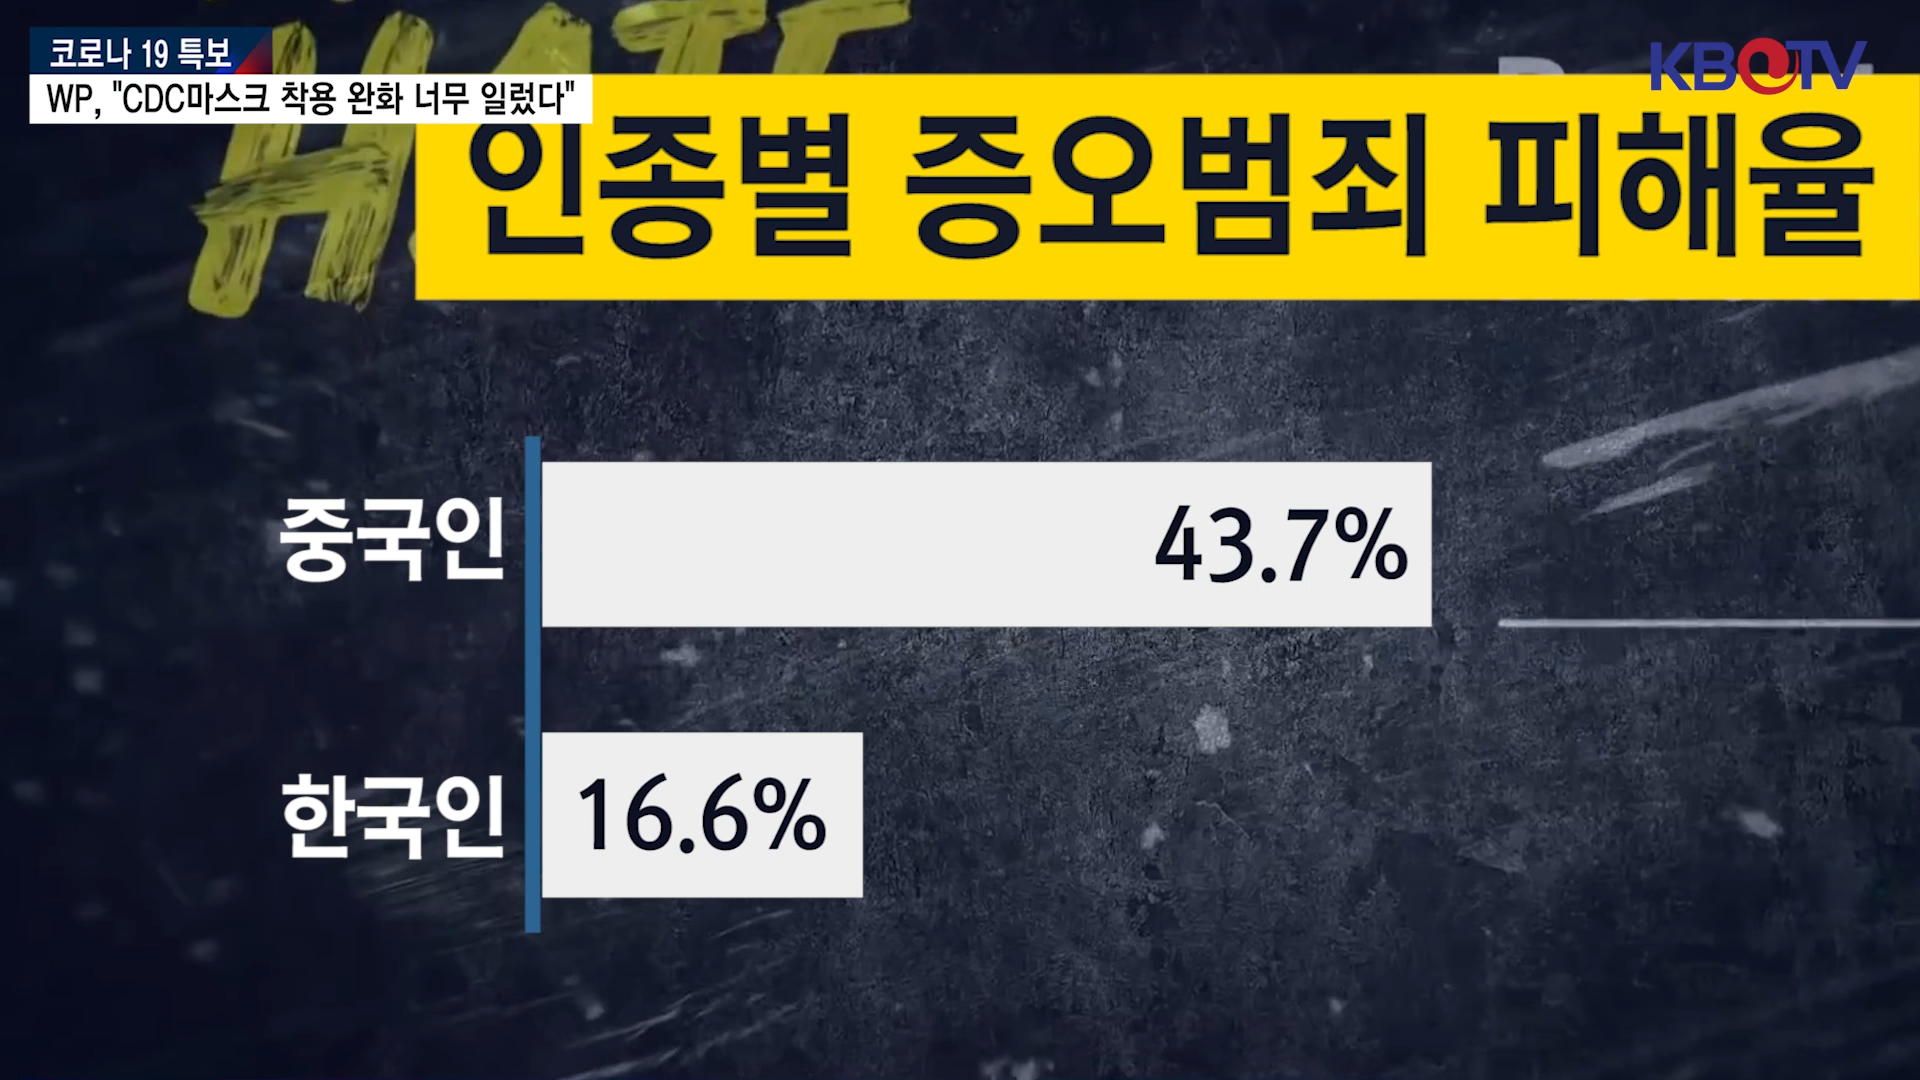 코로나 19 특보
WP, "CDC마스크 착용 완화 너무 일렀다"
KBTV
HATE
인종별 증오범죄 피해율
중국인 43.7%
한국인 16.6%